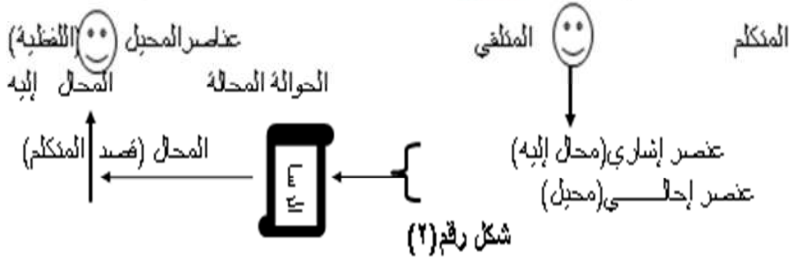 المتكلم المتلقي عناصر المحيل (اللفظية)
الحوالة المحالة المحال إليه
عنصر إشاري (محال إليه) المحال (قصد المتكلم)
عنصر إحالــــي (محيل)
شكل رقم (٢)